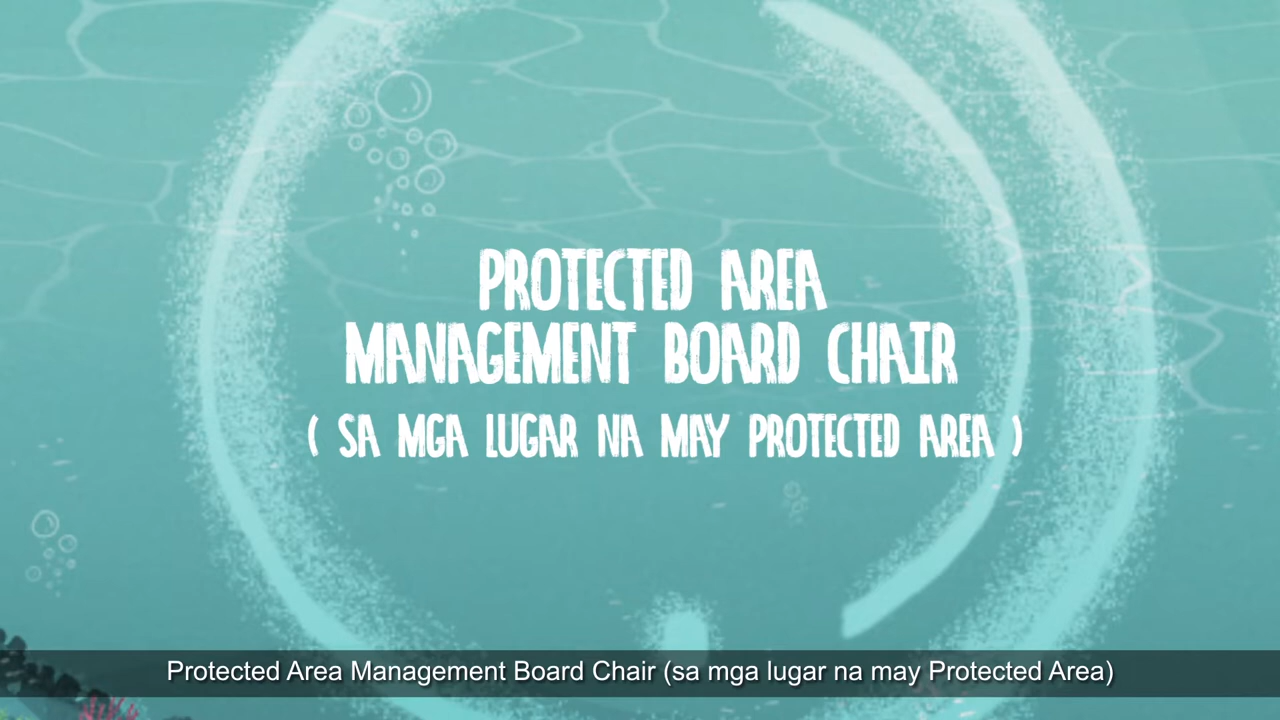 PROTECTED AREA
MANAGEMENT BOARD CHAIR
( SA MGA LUGAR NA MAY PROTECTED AREA )
Protected Area Management Board Chair (sa mga lugar na may Protected Area)